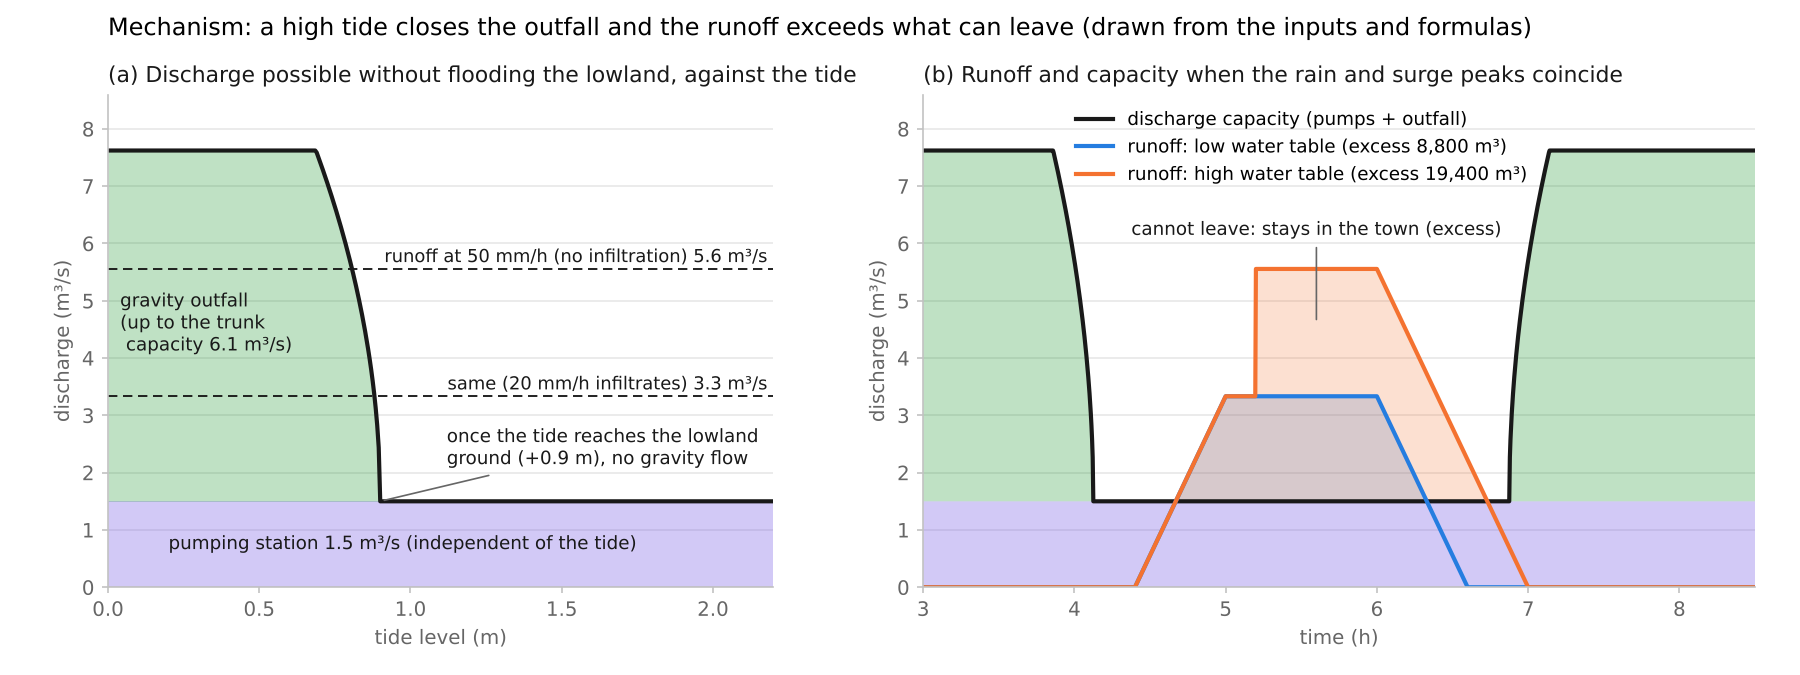 Mechanism: a high tide closes the outfall and the runoff exceeds what can leave (drawn from the inputs and formulas)
(a) Discharge possible without flooding the lowland, against the tide
discharge (m³/s)
8
7
6
5
4
3
2
1
0
runoff at 50 mm/h (no infiltration) 5.6 m³/s
gravity outfall
(up to the trunk
capacity 6.1 m³/s)
same (20 mm/h infiltrates) 3.3 m³/s
once the tide reaches the lowland
ground (+0.9 m), no gravity flow
pumping station 1.5 m³/s (independent of the tide)
0.0 0.5 1.0 1.5 2.0
tide level (m)
(b) Runoff and capacity when the rain and surge peaks coincide
discharge (m³/s)
8
7
6
5
4
3
2
1
0
discharge capacity (pumps + outfall)
runoff: low water table (excess 8,800 m³)
runoff: high water table (excess 19,400 m³)
cannot leave: stays in the town (excess)
3 4 5 6 7 8
time (h)